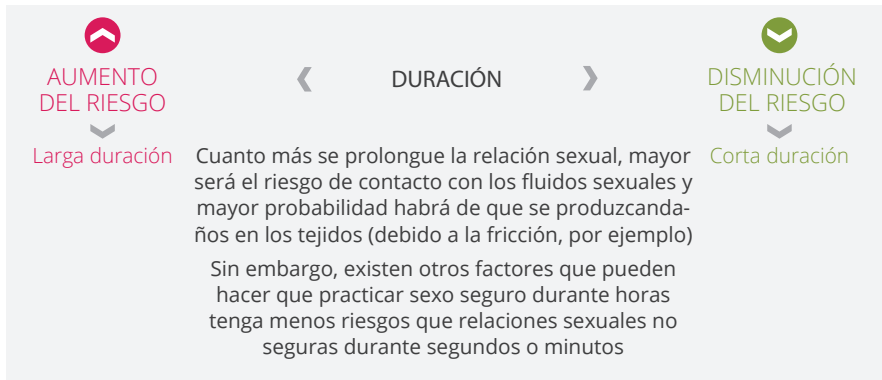 AUMENTO
DEL RIESGO
DURACIÓN
DISMINUCIÓN
DEL RIESGO
Larga duración
Cuanto más se prolongue la relación sexual, mayor
será el riesgo de contacto con los fluidos sexuales y
mayor probabilidad habrá de que se produzcanda-
ños en los tejidos (debido a la fricción, por ejemplo)
Sin embargo, existen otros factores que pueden
hacer que practicar sexo seguro durante horas
tenga menos riesgos que relaciones sexuales no
seguras durante segundos o minutos
Corta duración